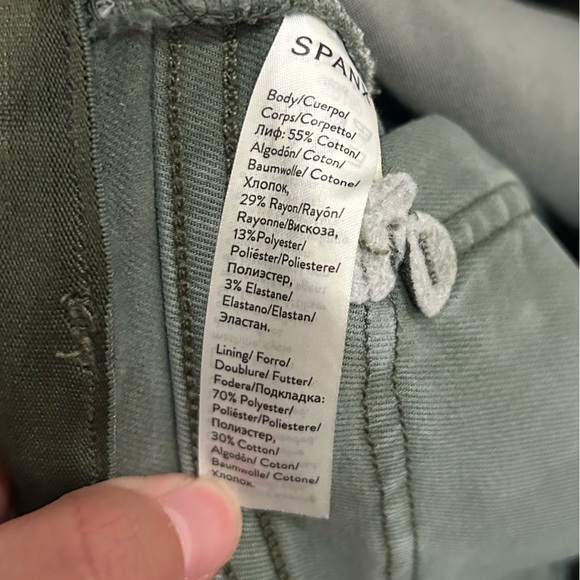 SPANX
Body/Cuerpo/
Corps/Corpetto/
Лиф: 55% Cotton/
Algodón/ Coton/
Baumwolle/ Cotone/
Хлопок,
29% Rayon/Rayón/
Rayonne/Вискоза,
13%Polyester/
Poliéster/Poliestere/
Полиэстер,
3% Elastane/
Elastano/Elastan/
Эластан.
Lining/ Forro/
Doublure/ Futter/
Fodera/Подкладка:
70% Polyester/
Poliéster/Poliestere/
Полиэстер,
30% Cotton/
Algodón/ Coton/
Baumwolle/ Cotone/
Хлопок.